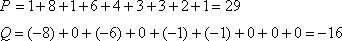 P = 1+8+1+6+4+3+3+2+1 = 29
Q = (−8)+0+(−6)+0+(−1)+(−1)+0+0+0 = −16